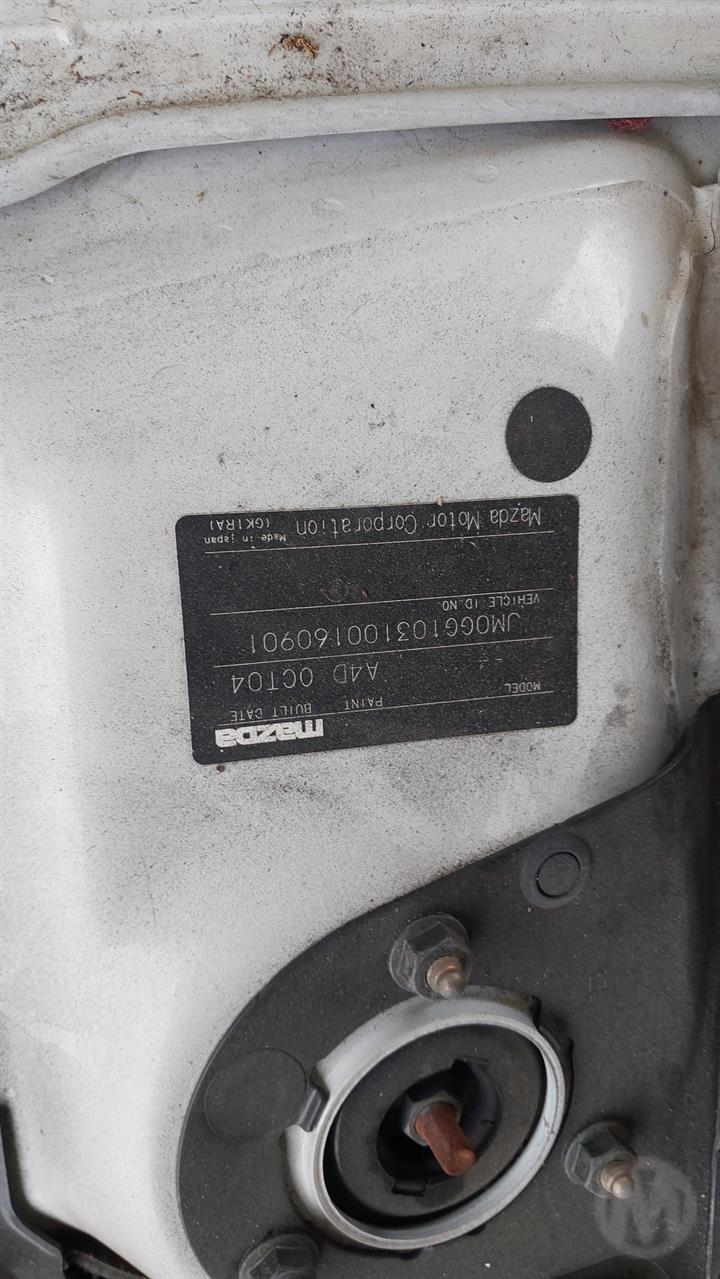 mazda
MODEL PAINT BUILT DATE
A4D OCT04
VEHICLE ID.NO
JM0GG103100160901
Mazda Motor Corporation Made in japan
(GK1RA)
M